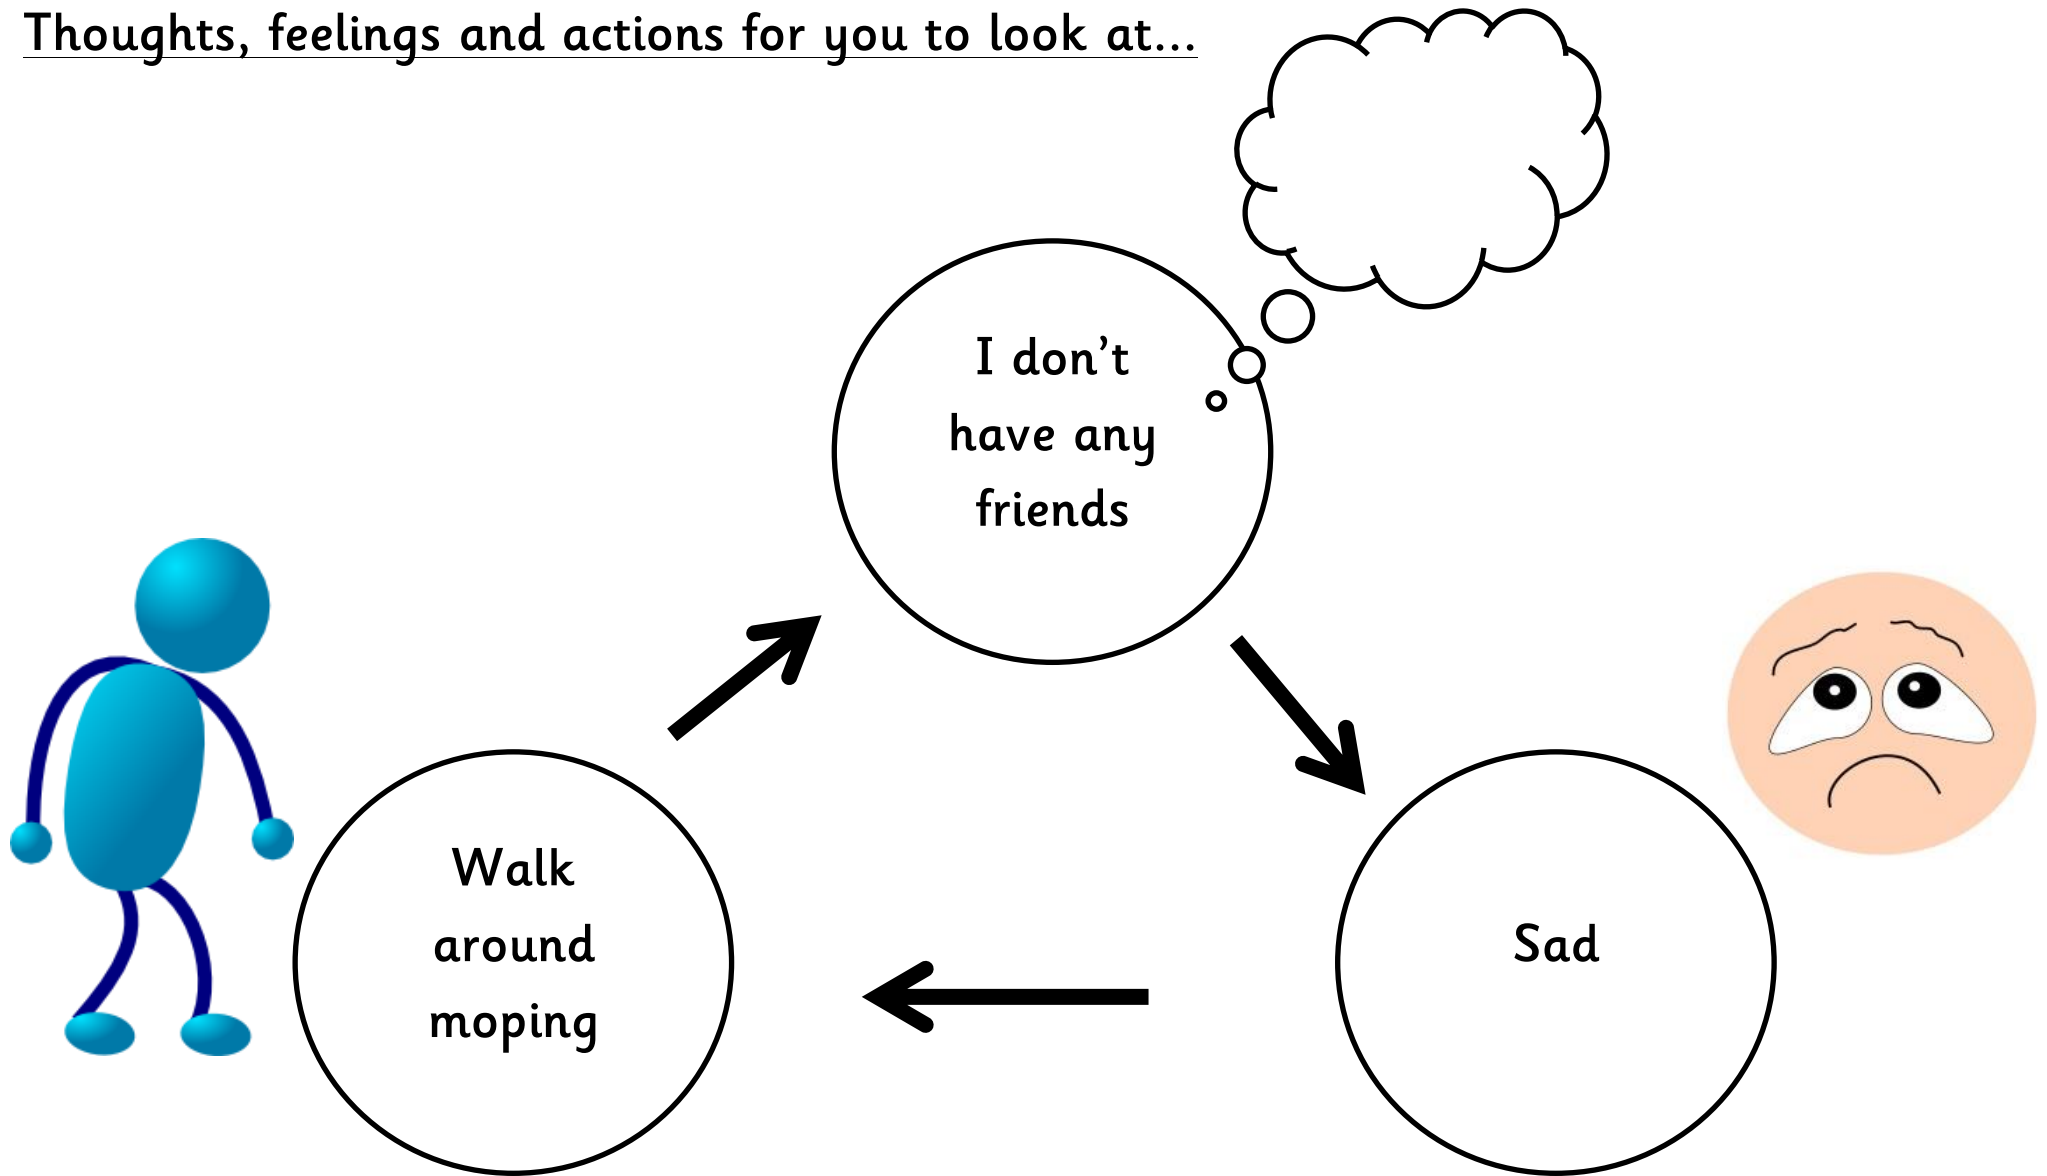 Thoughts, feelings and actions for you to look at...
I don’t
have any
friends
Walk
around
moping
Sad